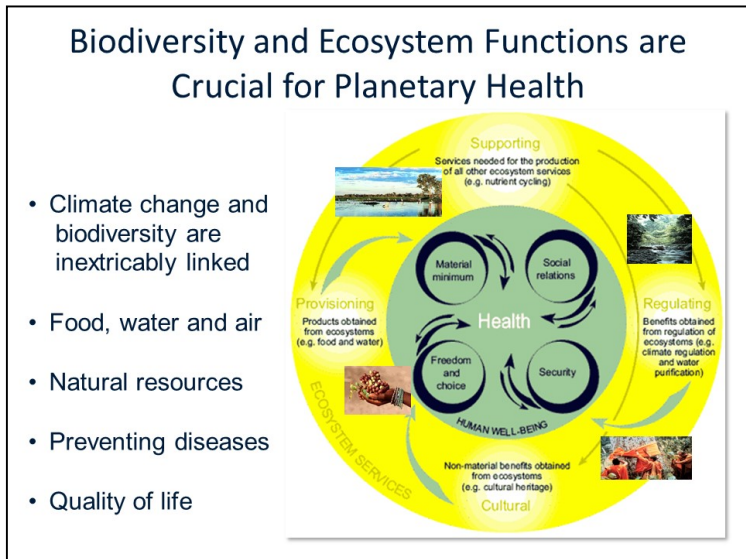 Biodiversity and Ecosystem Functions are
Crucial for Planetary Health
• Climate change and
biodiversity are
inextricably linked
• Food, water and air
• Natural resources
• Preventing diseases
• Quality of life
Supporting
Services needed for the production
of all other ecosystem services
(e.g. nutrient cycling)
Provisioning
Products obtained
from ecosystems
(e.g. food and water)
Material
minimum
Social
relations
Health
Freedom
and
choice
Security
HUMAN WELL-BEING
Regulating
Benefits obtained
from regulation of
ecosystems (e.g.
climate regulation
and water
purification)
ECOSYSTEM SERVICES
Non-material benefits obtained
from ecosystems
(e.g. cultural heritage)
Cultural